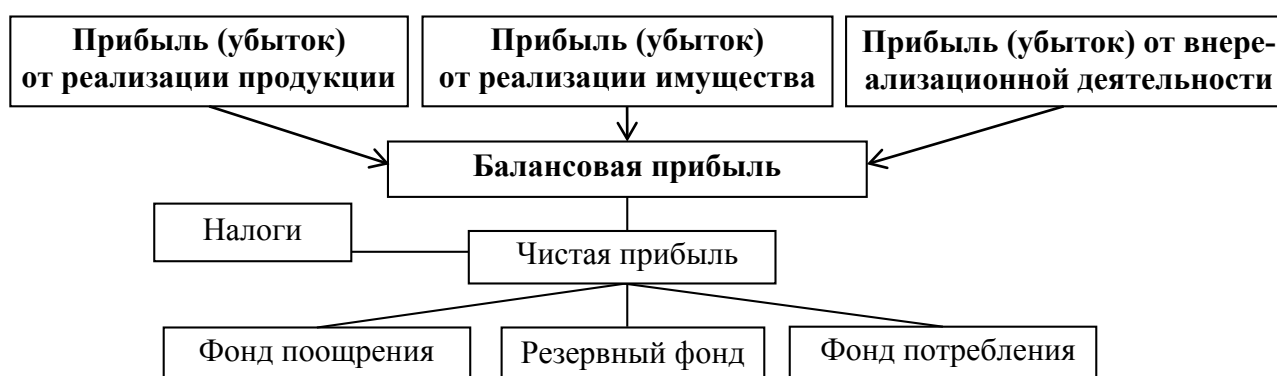 Прибыль (убыток)
от реализации продукции
Прибыль (убыток)
от реализации имущества
Прибыль (убыток) от внере-
ализационной деятельности
Балансовая прибыль
Налоги
Чистая прибыль
Фонд поощрения
Резервный фонд
Фонд потребления